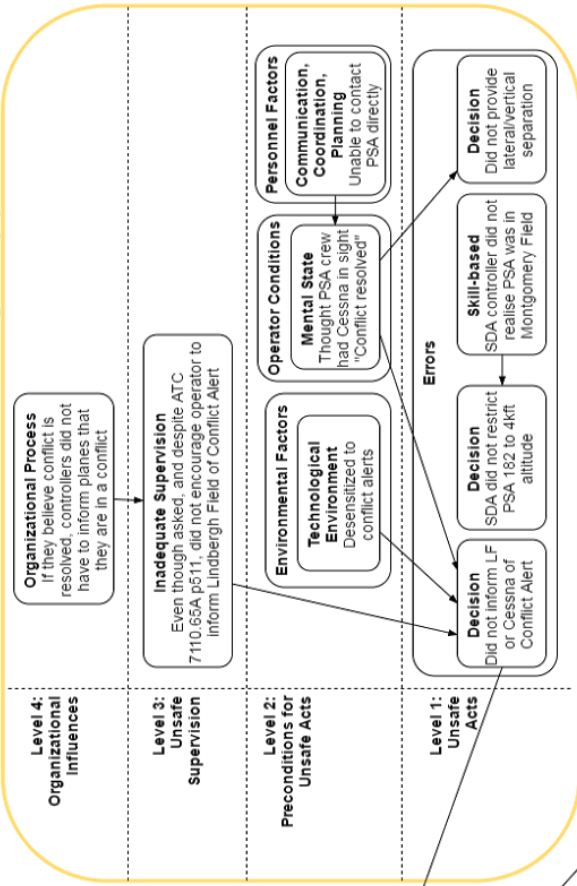 Level 4:
Organizational
Influences
Organizational Process
If they believe conflict is
resolved, controllers did not
have to inform planes that
they are in a conflict
Level 3:
Unsafe
Supervision
Inadequate Supervision
Even though asked, and despite ATC
7110.65A p511, did not encourage operator to
inform Lindbergh Field of Conflict Alert
Level 2:
Preconditions for
Unsafe Acts
Environmental Factors
Technological
Environment
Desensitized to
conflict alerts
Operator Conditions
Mental State
Thought PSA crew
had Cessna in sight
"Conflict resolved"
Personnel Factors
Communication,
Coordination,
Planning
Unable to contact
PSA directly
Level 1:
Unsafe
Acts
Errors
Decision
Did not inform LF
or Cessna of
Conflict Alert
Decision
SDA did not restrict
PSA 182 to 4kft
altitude
Skill-based
SDA controller did not
realise PSA was in
Montgomery Field
Decision
Did not provide
lateral/vertical
separation